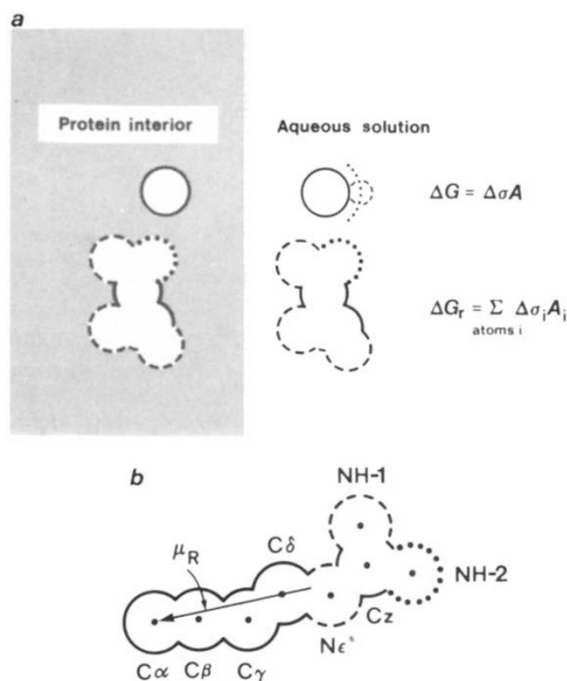 a
Protein interior
Aqueous solution
ΔG = ΔσA
ΔGr = Σ ΔσiAi
atoms i
b
NH-1
μR
Cδ
NH-2
Cz
Nε
Cα Cβ Cγ